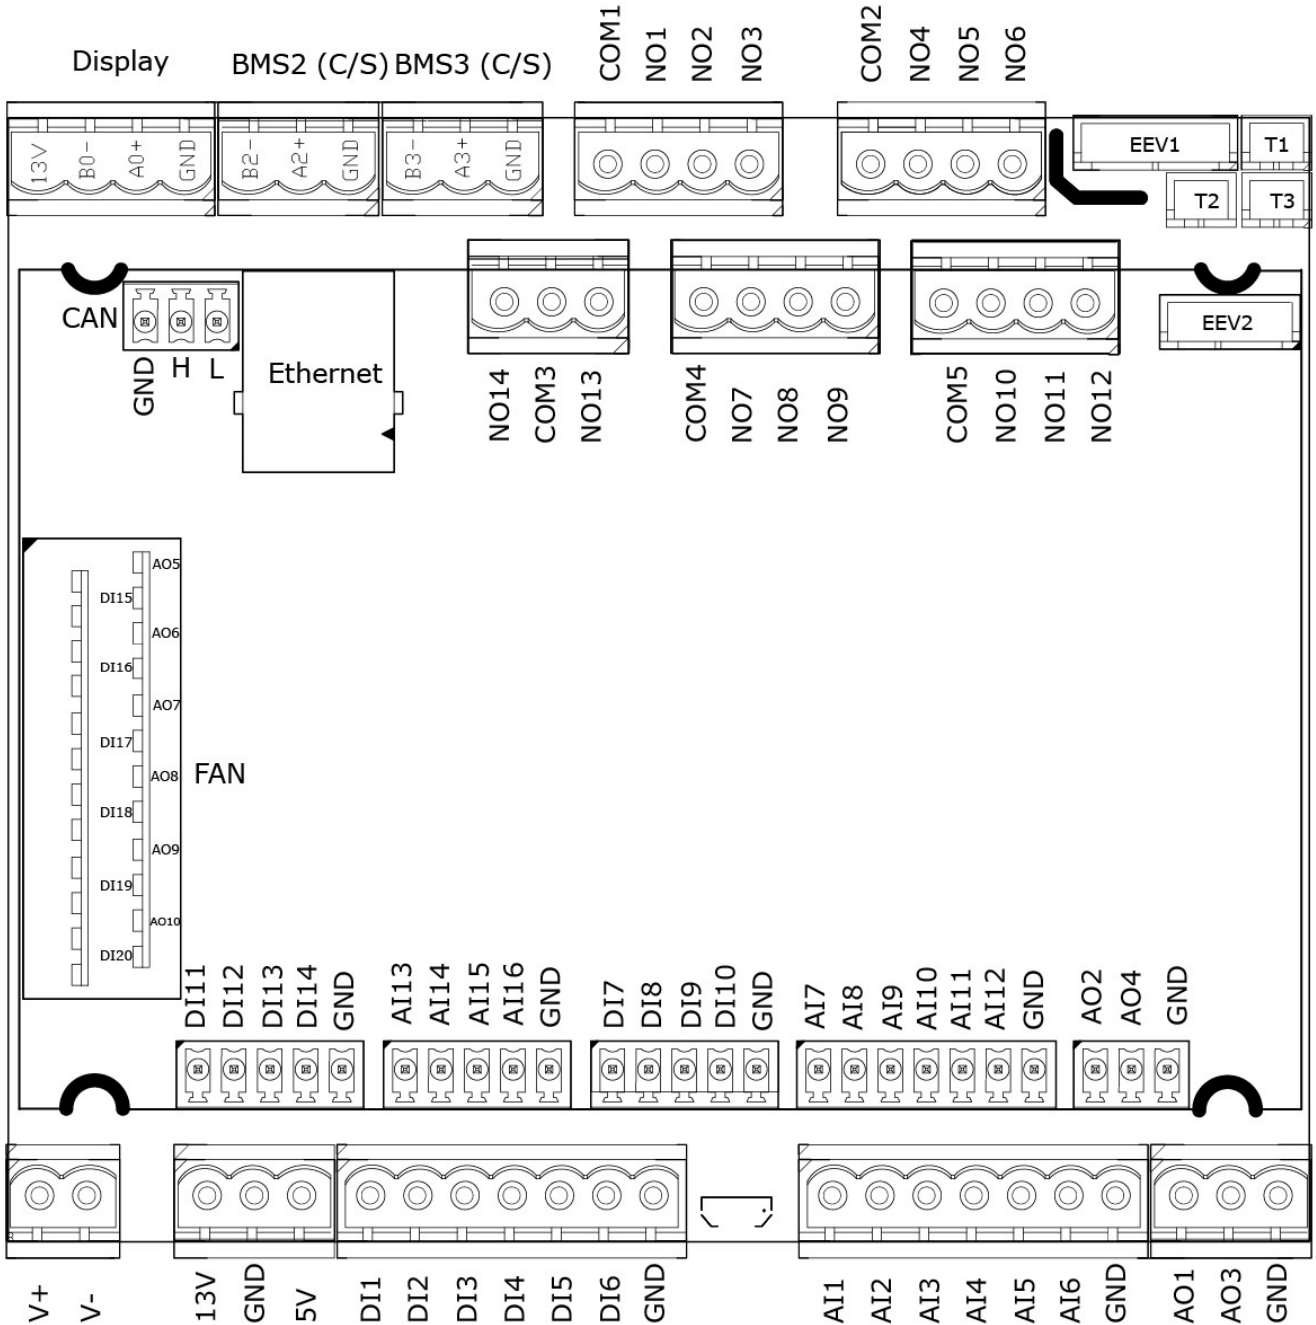 COM1 NO1 NO2 NO3 COM2 NO4 NO5 NO6
Display BMS2 (C/S) BMS3 (C/S)
13V B0- A0+ GND B2- A2+ GND B3- A3+ GND
EEV1 T1
T2 T3
CAN
EEV2
GND H L
Ethernet
NO14 COM3 NO13 COM4 NO7 NO8 NO9 COM5 NO10 NO11 NO12
AO5
DI15
AO6
DI16
AO7
DI17
AO8
FAN
DI18
AO9
DI19
AO10
DI20
DI11 DI12 DI13 DI14 GND AI13 AI14 AI15 AI16 GND DI7 DI8 DI9 DI10 GND AI7 AI8 AI9 AI10 AI11 AI12 GND AO2 AO4 GND
V+ V- 13V GND 5V DI1 DI2 DI3 DI4 DI5 DI6 GND AI1 AI2 AI3 AI4 AI5 AI6 GND AO1 AO3 GND